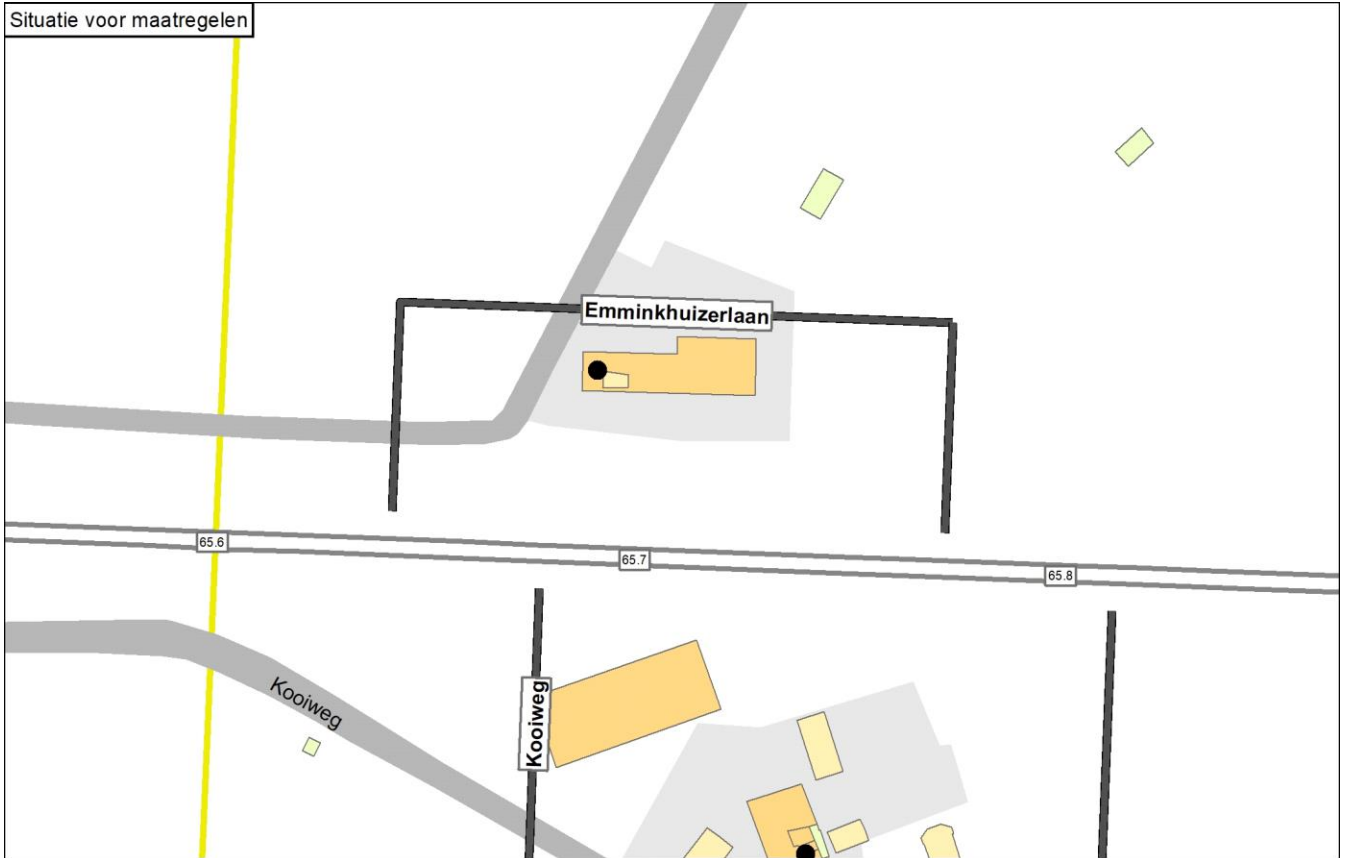 Situatie voor maatregelen
Emminkhuizerlaan
65.6
65.7
65.8
Kooiweg
Kooiweg